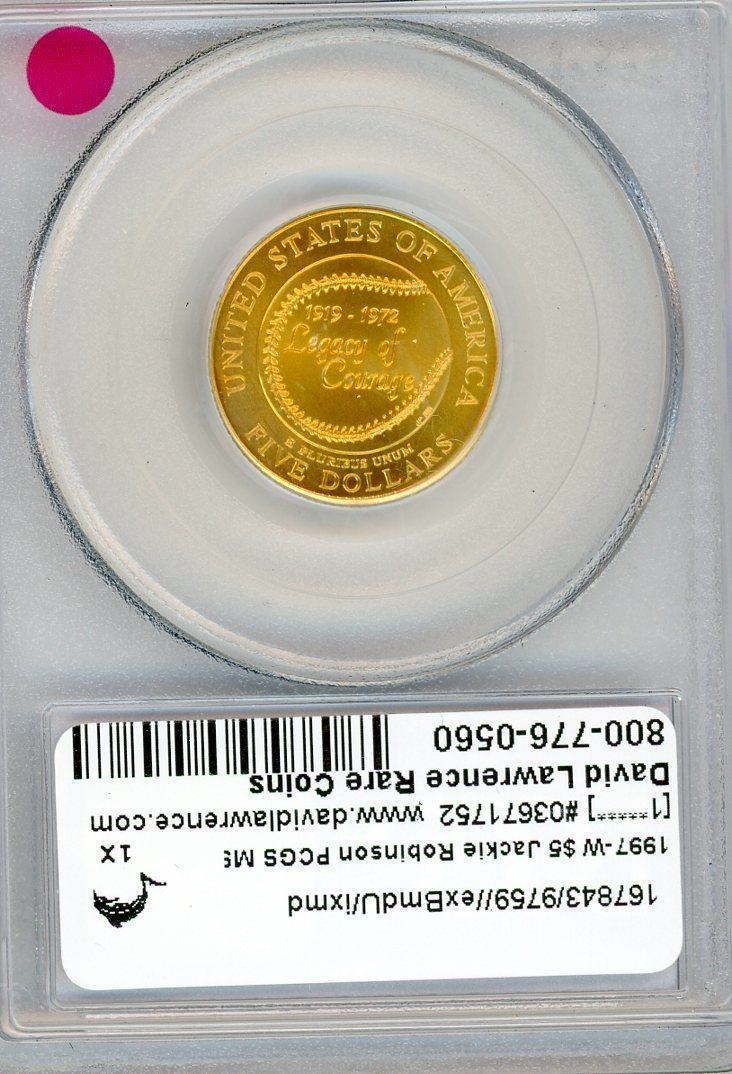 UNITED STATES OF AMERICA
1919 - 1972
Legacy of
Courage
E PLURIBUS UNUM
FIVE DOLLARS
167843/9759//exBmdU/ixmd
1997-W $5 Jackie Robinson PCGS MS
1X
[1*****] #03671752 www.davidlawrence.com
David Lawrence Rare Coins
800-776-0560